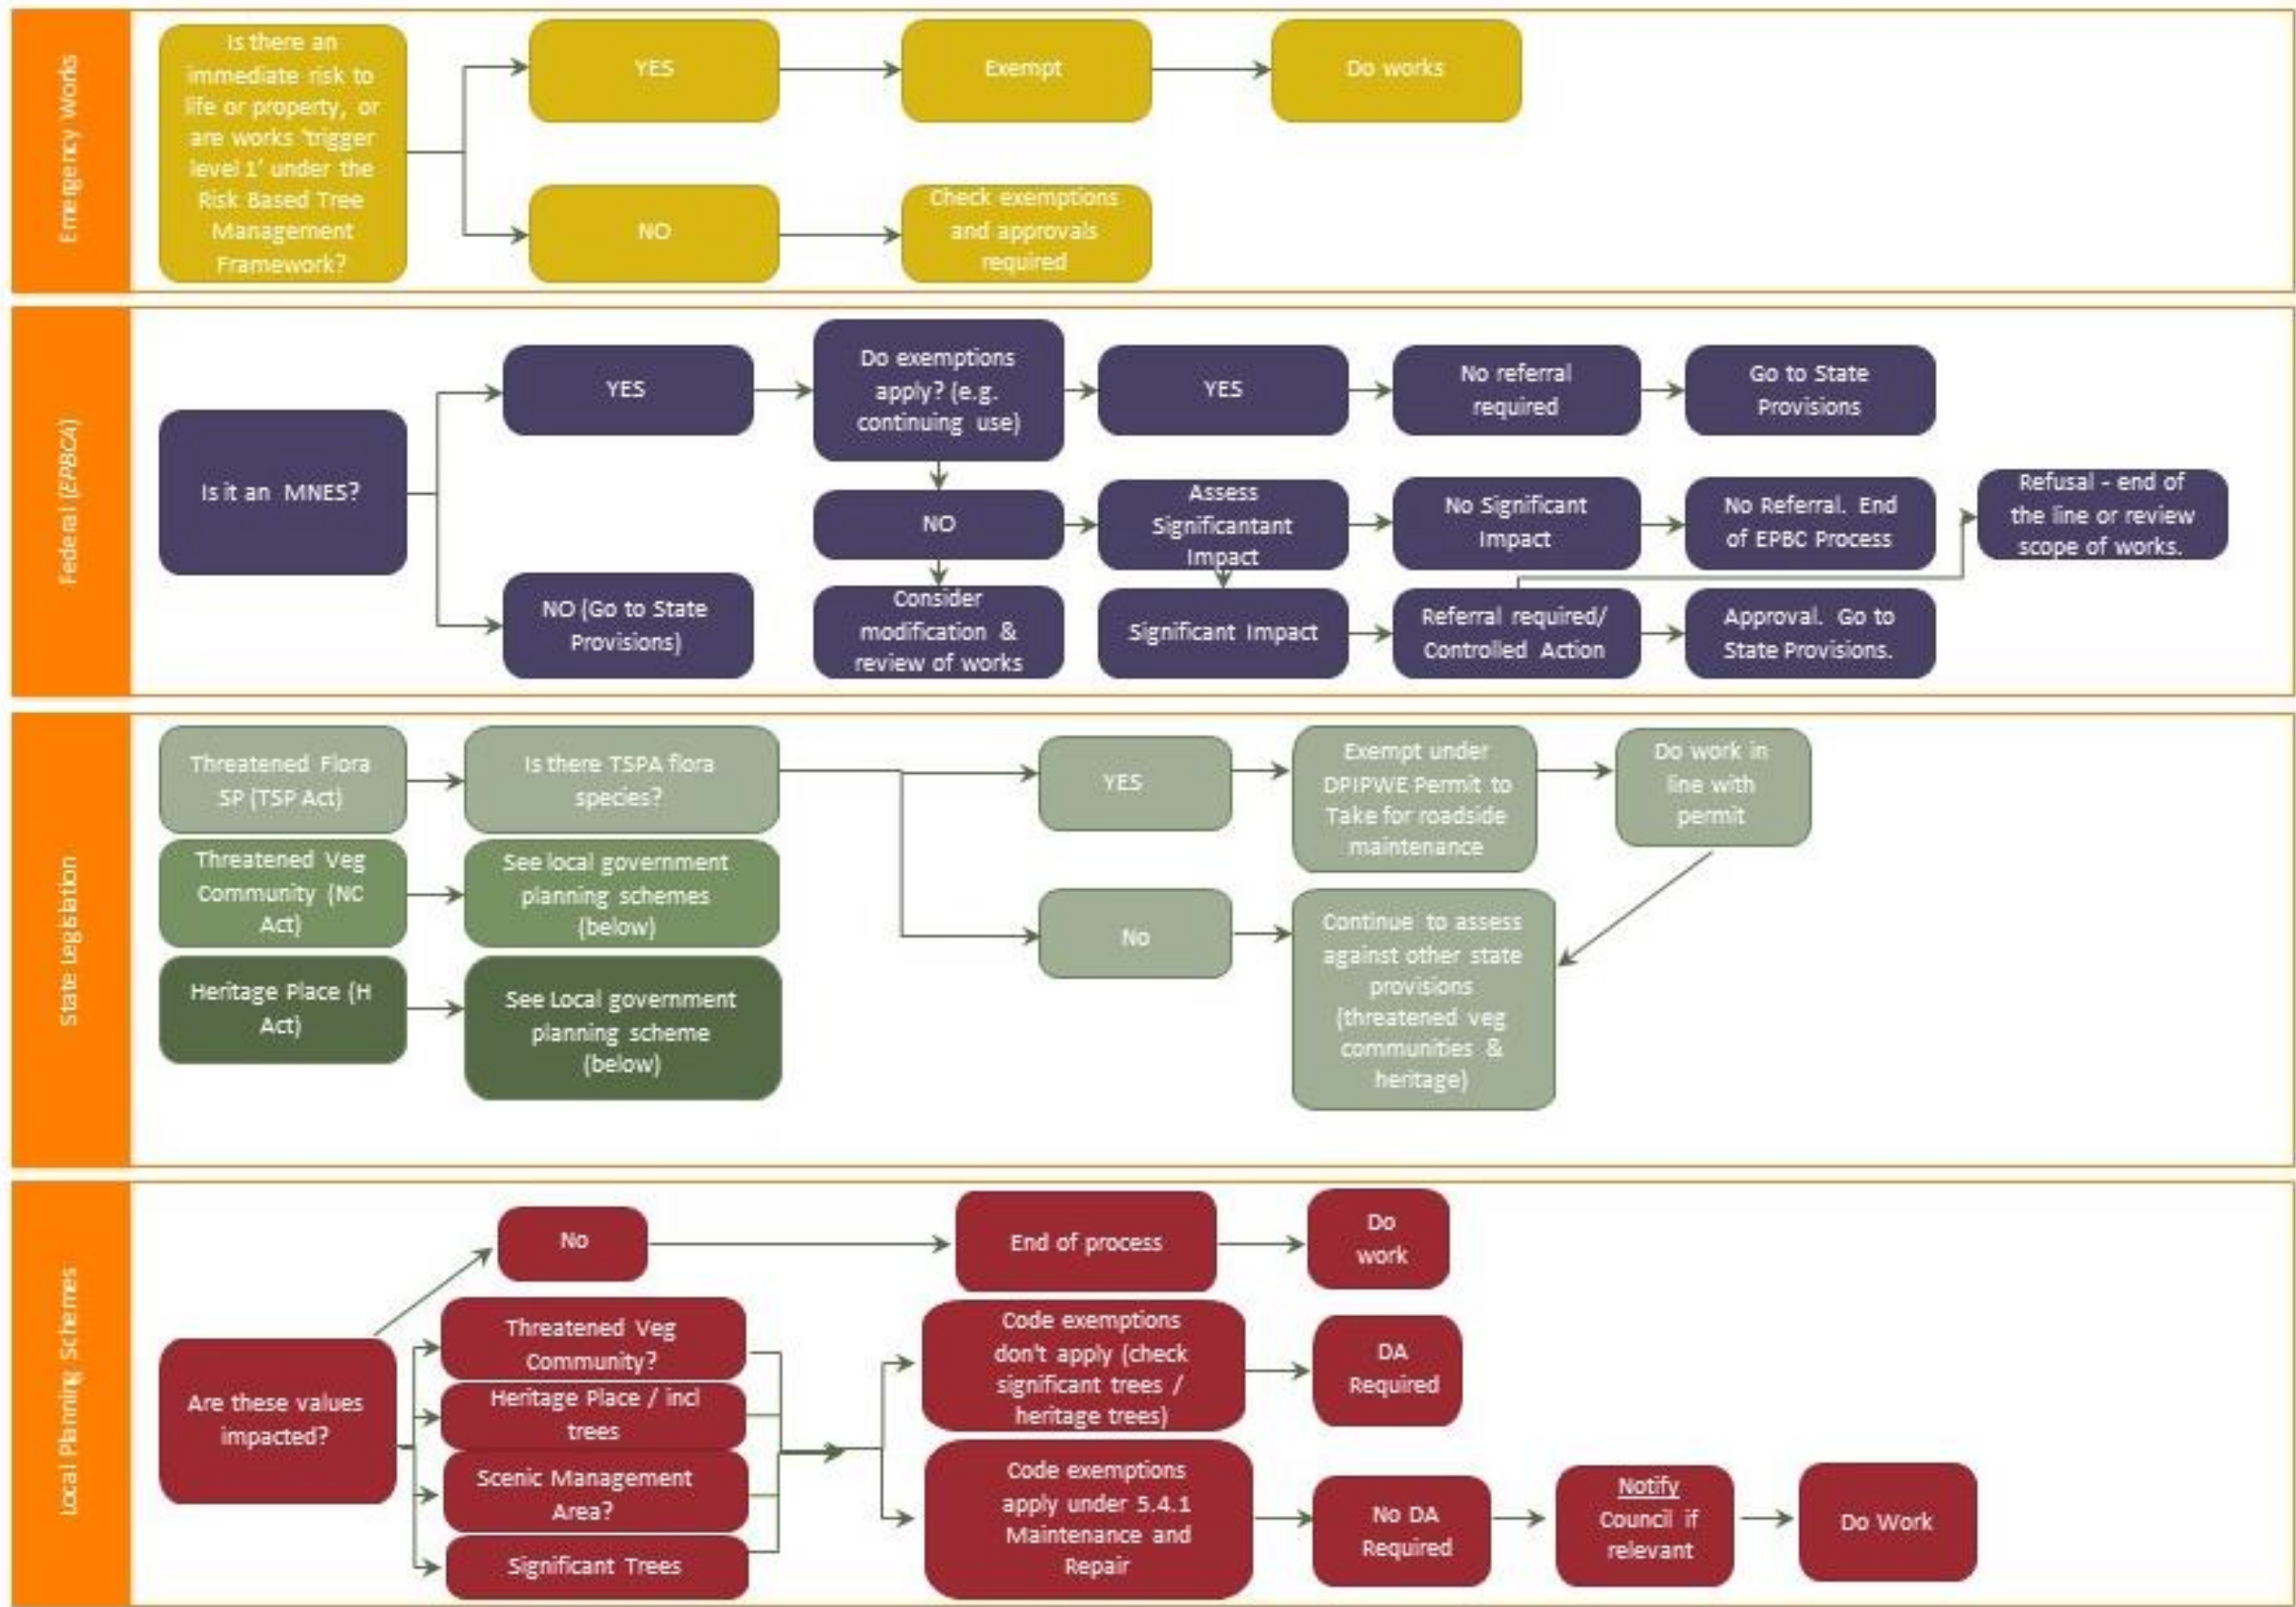 Emergency Works
Is there an
immediate risk to
life or property, or
are works 'trigger
level 1' under the
Risk Based Tree
Management
Framework?
YES
Exempt
Do works
NO
Check exemptions
and approvals
required
Federal (EPBCA)
Is it an MNES?
YES
Do exemptions
apply? (e.g.
continuing use)
YES
No referral
required
Go to State
Provisions
NO
Assess
Significantant
Impact
No Significant
Impact
No Referral. End
of EPBC Process
Refusal - end of
the line or review
scope of works.
NO (Go to State
Provisions)
Consider
modification &
review of works
Significant Impact
Referral required/
Controlled Action
Approval. Go to
State Provisions.
State Legislation
Threatened Flora
SP (TSP Act)
Is there TSPA flora
species?
YES
Exempt under
DPIPWE Permit to
Take for roadside
maintenance
Do work in
line with
permit
Threatened Veg
Community (NC
Act)
See local government
planning schemes
(below)
No
Continue to assess
against other state
provisions
(threatened veg
communities &
heritage)
Heritage Place (H
Act)
See Local government
planning scheme
(below)
Local Planning Schemes
Are these values
impacted?
No
End of process
Do
work
Threatened Veg
Community?
Heritage Place / incl
trees
Scenic Management
Area?
Significant Trees
Code exemptions
don't apply (check
significant trees /
heritage trees)
DA
Required
Code exemptions
apply under 5.4.1
Maintenance and
Repair
No DA
Required
Notify
Council if
relevant
Do Work